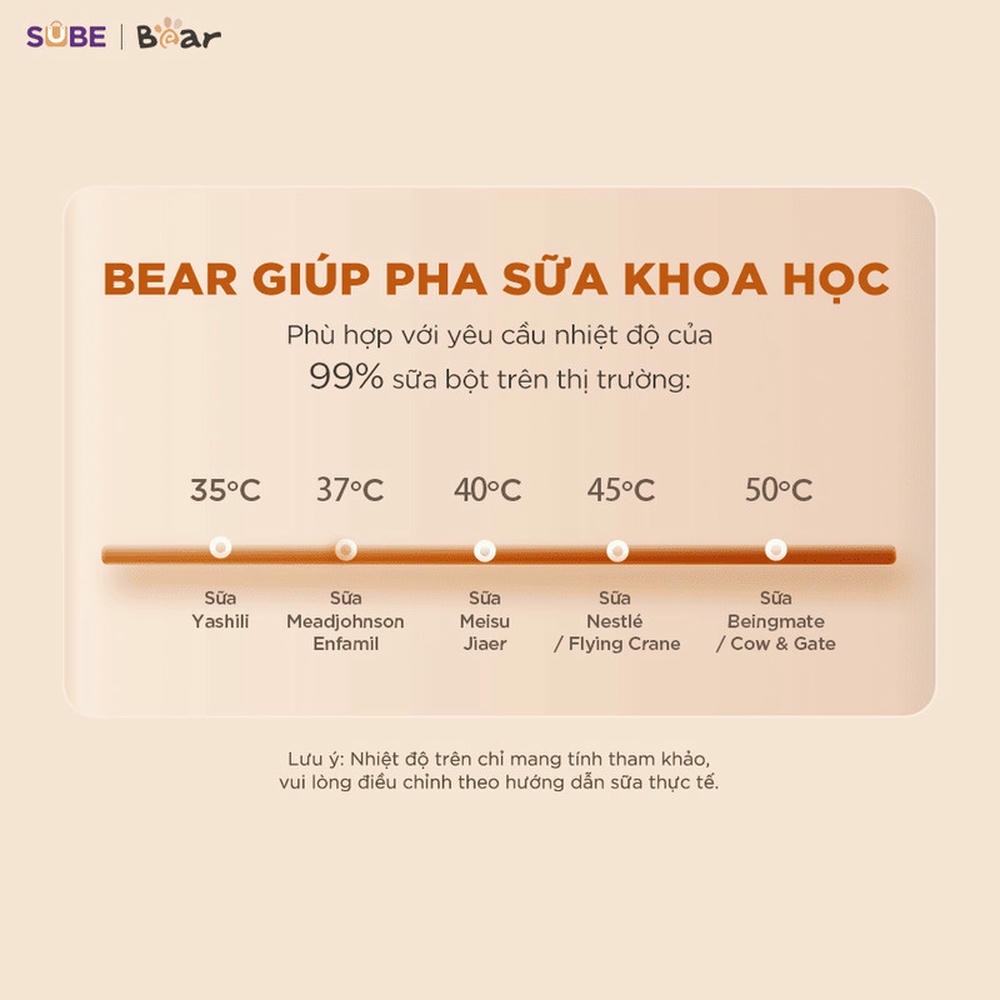 SUBE | Bear
BEAR GIÚP PHA SỮA KHOA HỌC
Phù hợp với yêu cầu nhiệt độ của
99% sữa bột trên thị trường:
35°C 37°C 40°C 45°C 50°C
Sữa Sữa Sữa Sữa Sữa
Yashili Meadjohnson Meisu Nestlé Beingmate
Enfamil Jiaer / Flying Crane / Cow & Gate
Lưu ý: Nhiệt độ trên chỉ mang tính tham khảo,
vui lòng điều chỉnh theo hướng dẫn sữa thực tế.